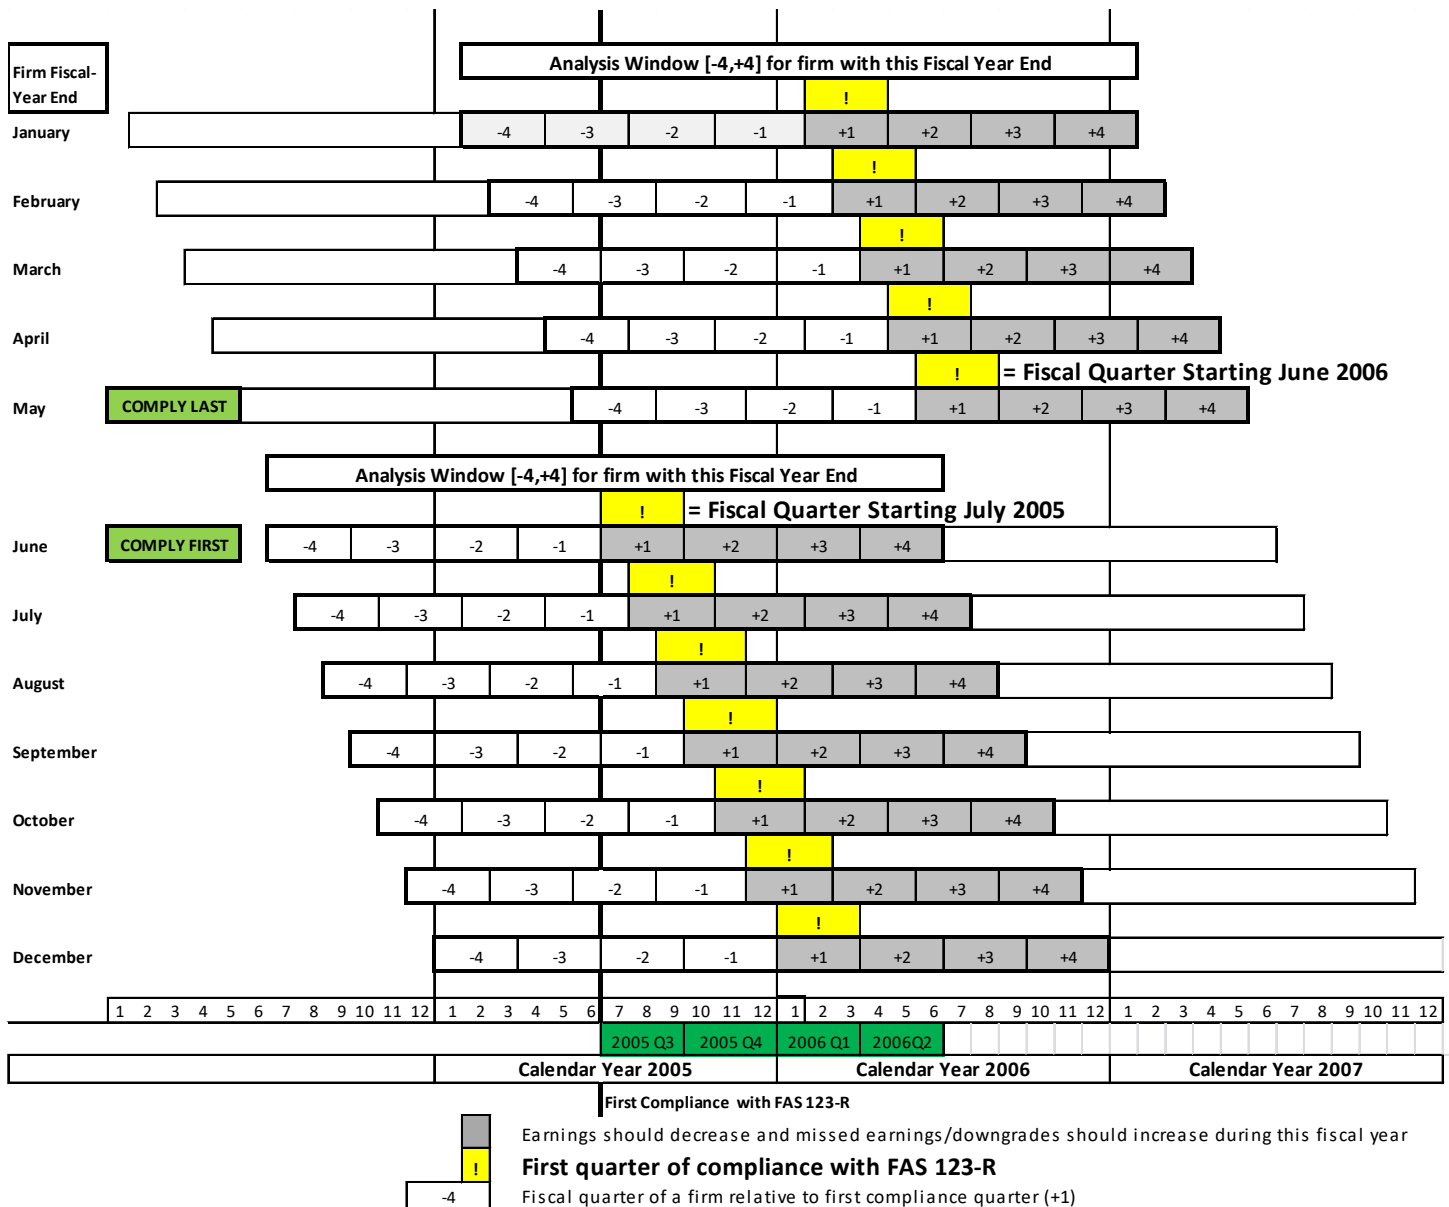 Analysis Window [-4,+4] for firm with this Fiscal Year End
Firm Fiscal-
Year End
!
January -4 -3 -2 -1 +1 +2 +3 +4
!
February -4 -3 -2 -1 +1 +2 +3 +4
!
March -4 -3 -2 -1 +1 +2 +3 +4
!
April -4 -3 -2 -1 +1 +2 +3 +4
! = Fiscal Quarter Starting June 2006
May COMPLY LAST -4 -3 -2 -1 +1 +2 +3 +4
Analysis Window [-4,+4] for firm with this Fiscal Year End
! = Fiscal Quarter Starting July 2005
June COMPLY FIRST -4 -3 -2 -1 +1 +2 +3 +4
!
July -4 -3 -2 -1 +1 +2 +3 +4
!
August -4 -3 -2 -1 +1 +2 +3 +4
!
September -4 -3 -2 -1 +1 +2 +3 +4
!
October -4 -3 -2 -1 +1 +2 +3 +4
!
November -4 -3 -2 -1 +1 +2 +3 +4
!
December -4 -3 -2 -1 +1 +2 +3 +4
1 2 3 4 5 6 7 8 9 10 11 12 1 2 3 4 5 6 7 8 9 10 11 12 1 2 3 4 5 6 7 8 9 10 11 12 1 2 3 4 5 6 7 8 9 10 11 12
2005 Q3 2005 Q4 2006 Q1 2006Q2
Calendar Year 2005 Calendar Year 2006 Calendar Year 2007
First Compliance with FAS 123-R
Earnings should decrease and missed earnings/downgrades should increase during this fiscal year
! First quarter of compliance with FAS 123-R
-4 Fiscal quarter of a firm relative to first compliance quarter (+1)